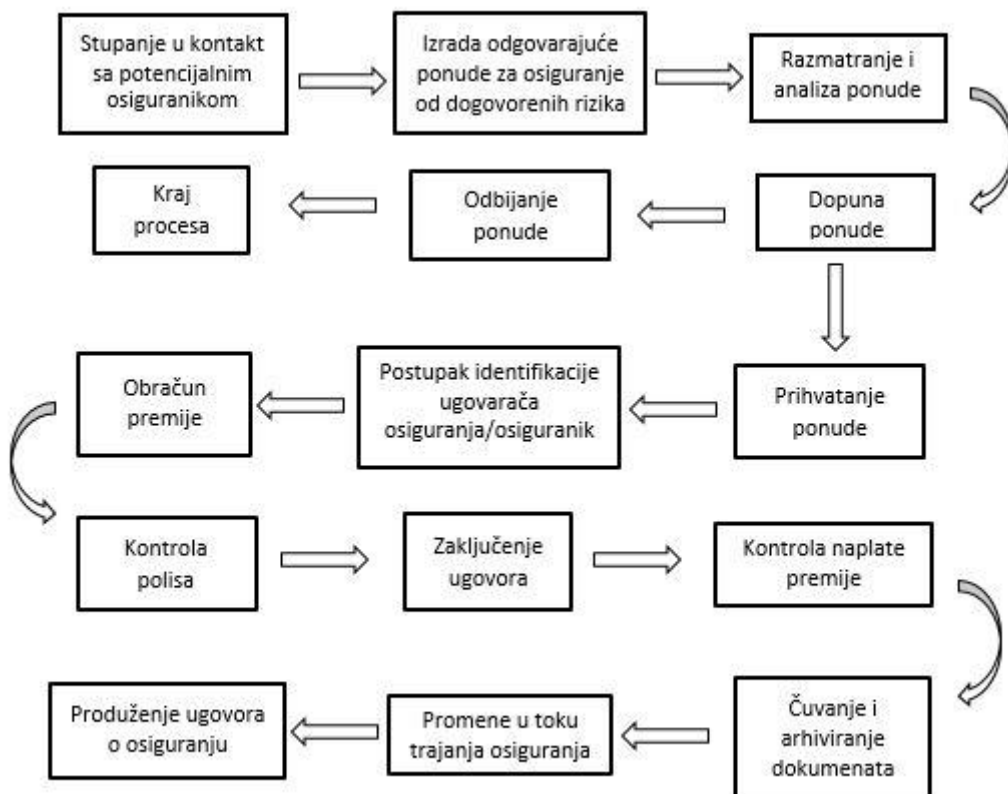 Stupanje u kontakt
sa potencijalnim
osiguranikom
Izrada odgovarajuće
ponude za osiguranje
od dogovorenih rizika
Razmatranje i
analiza ponude
Dopuna
ponude
Odbijanje
ponude
Kraj
procesa
Prihvatanje
ponude
Postupak identifikacije
ugovarača
osiguranja/osiguranik
Obračun
premije
Kontrola
polisa
Zaključenje
ugovora
Kontrola naplate
premije
Čuvanje i
arhiviranje
dokumenata
Promene u toku
trajanja osiguranja
Produženje ugovora
o osiguranju